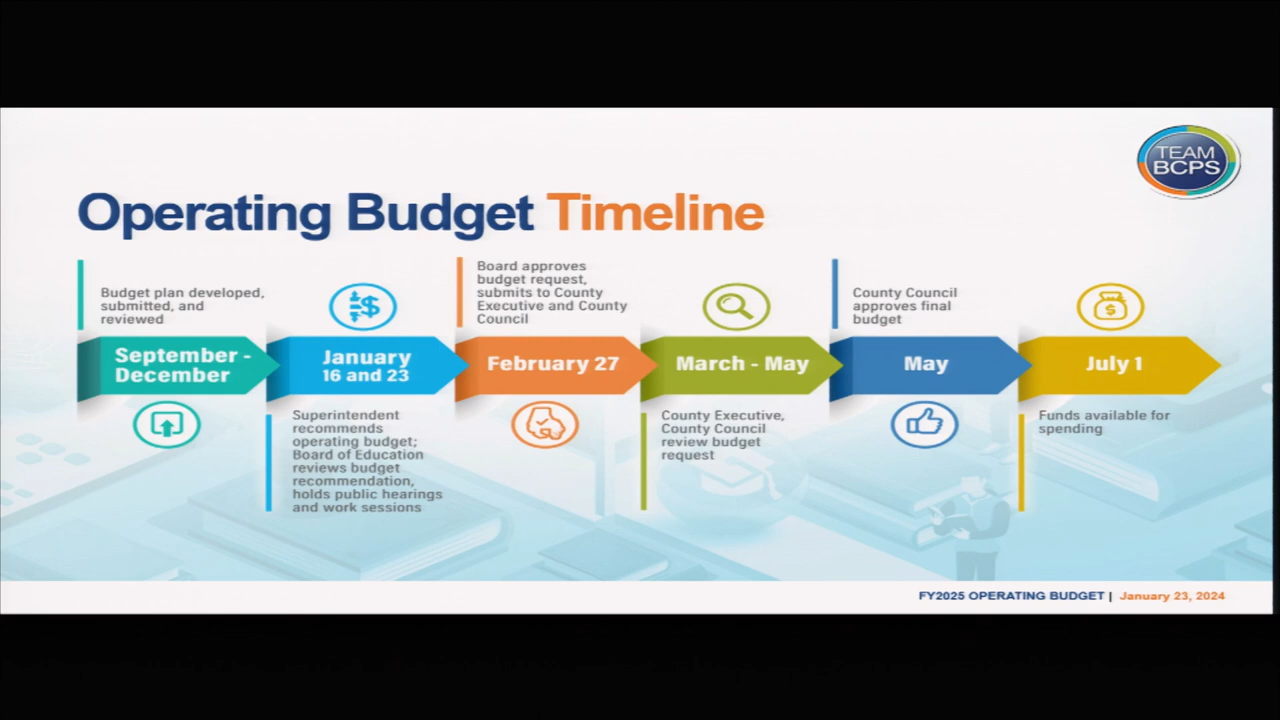 TEAM
BCPS
Operating Budget Timeline
Budget plan developed,
submitted, and
reviewed
September -
December
January
16 and 23
Superintendent
recommends
operating budget;
Board of Education
reviews budget
recommendation,
holds public hearings
and work sessions
Board approves
budget request,
submits to County
Executive and County
Council
February 27
March - May
County Executive,
County Council
review budget
request
County Council
approves final
budget
May
July 1
Funds available for
spending
FY2025 OPERATING BUDGET | January 23, 2024